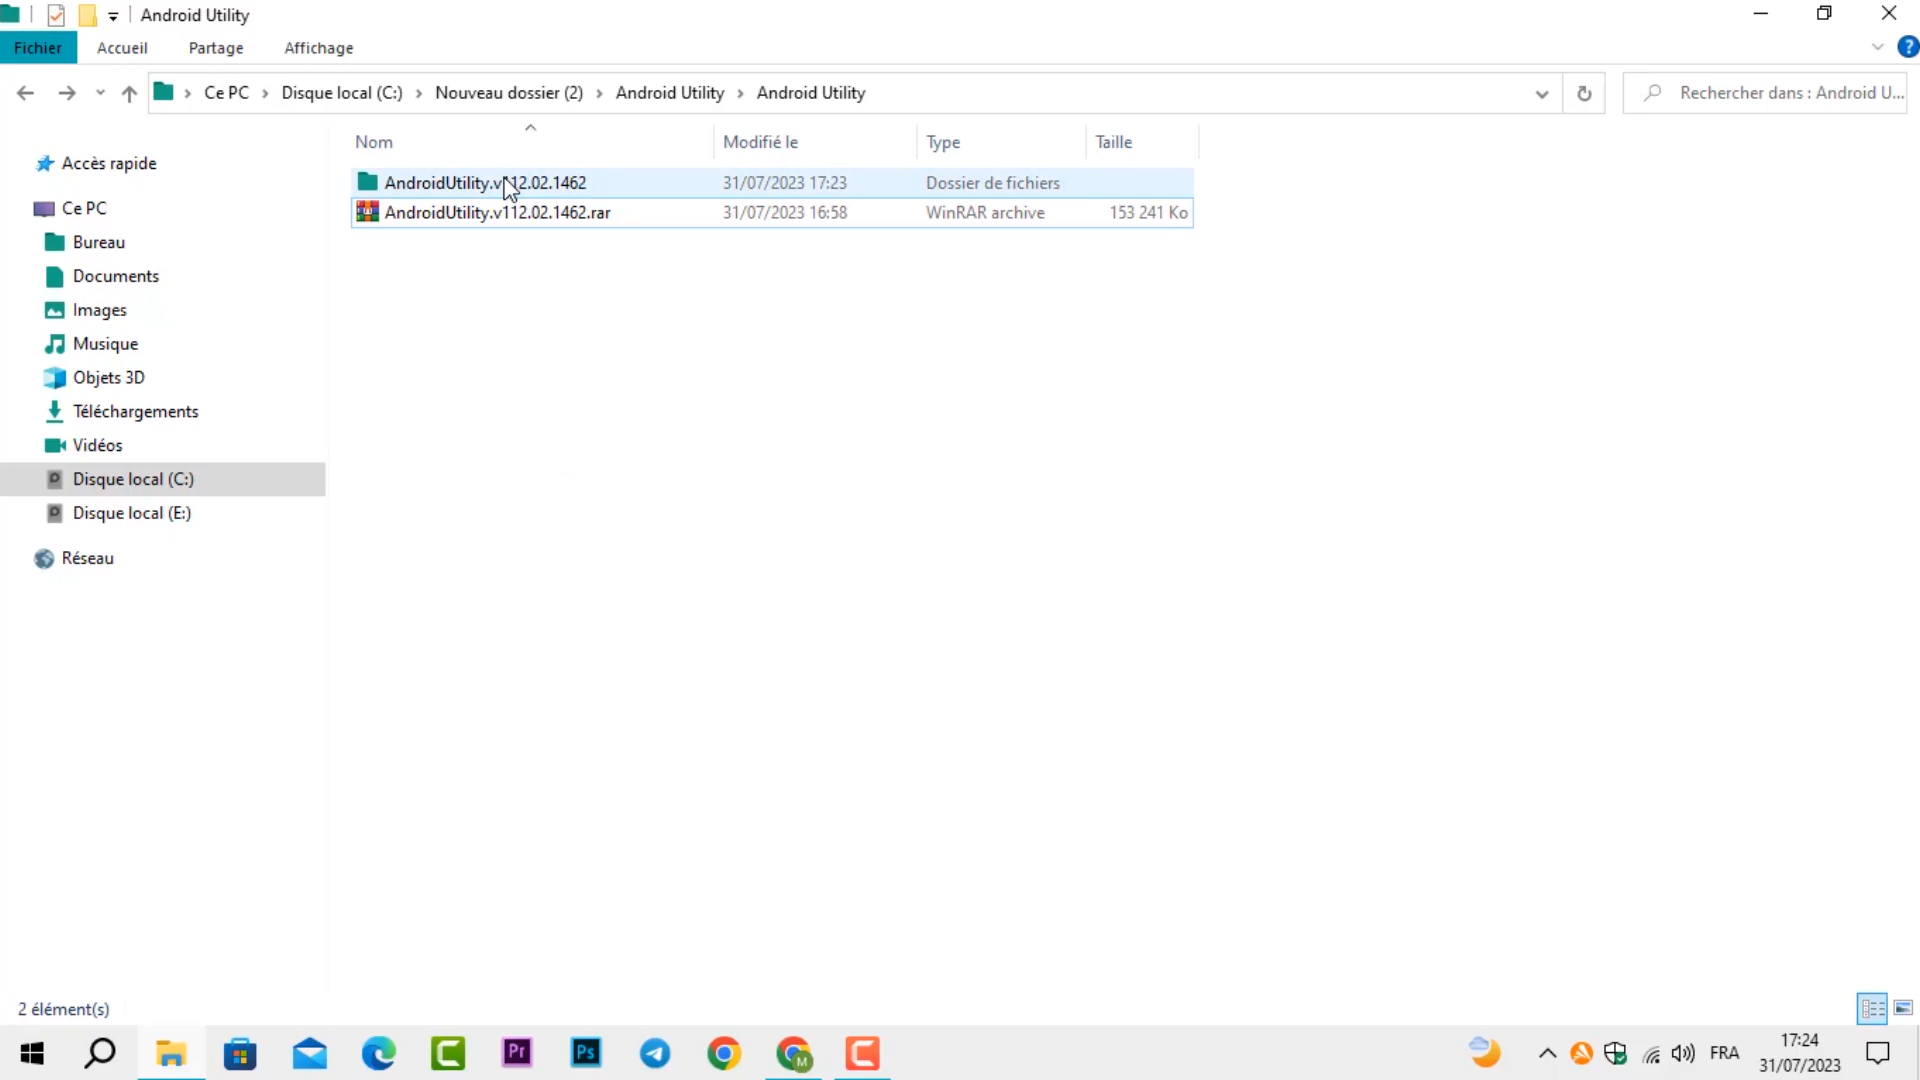 Android Utility
Fichier Accueil Partage Affichage
Ce PC Disque local (C:) Nouveau dossier (2) Android Utility Android Utility Rechercher dans : Android U...
Nom Modifié le Type Taille
AndroidUtility.v112.02.1462 31/07/2023 17:23 Dossier de fichiers
AndroidUtility.v112.02.1462.rar 31/07/2023 16:58 WinRAR archive 153 241 Ko
Accès rapide
Ce PC
Bureau
Documents
Images
Musique
Objets 3D
Téléchargements
Vidéos
Disque local (C:)
Disque local (E:)
Réseau
2 élément(s)
Pr Ps M FRA 17:24
31/07/2023